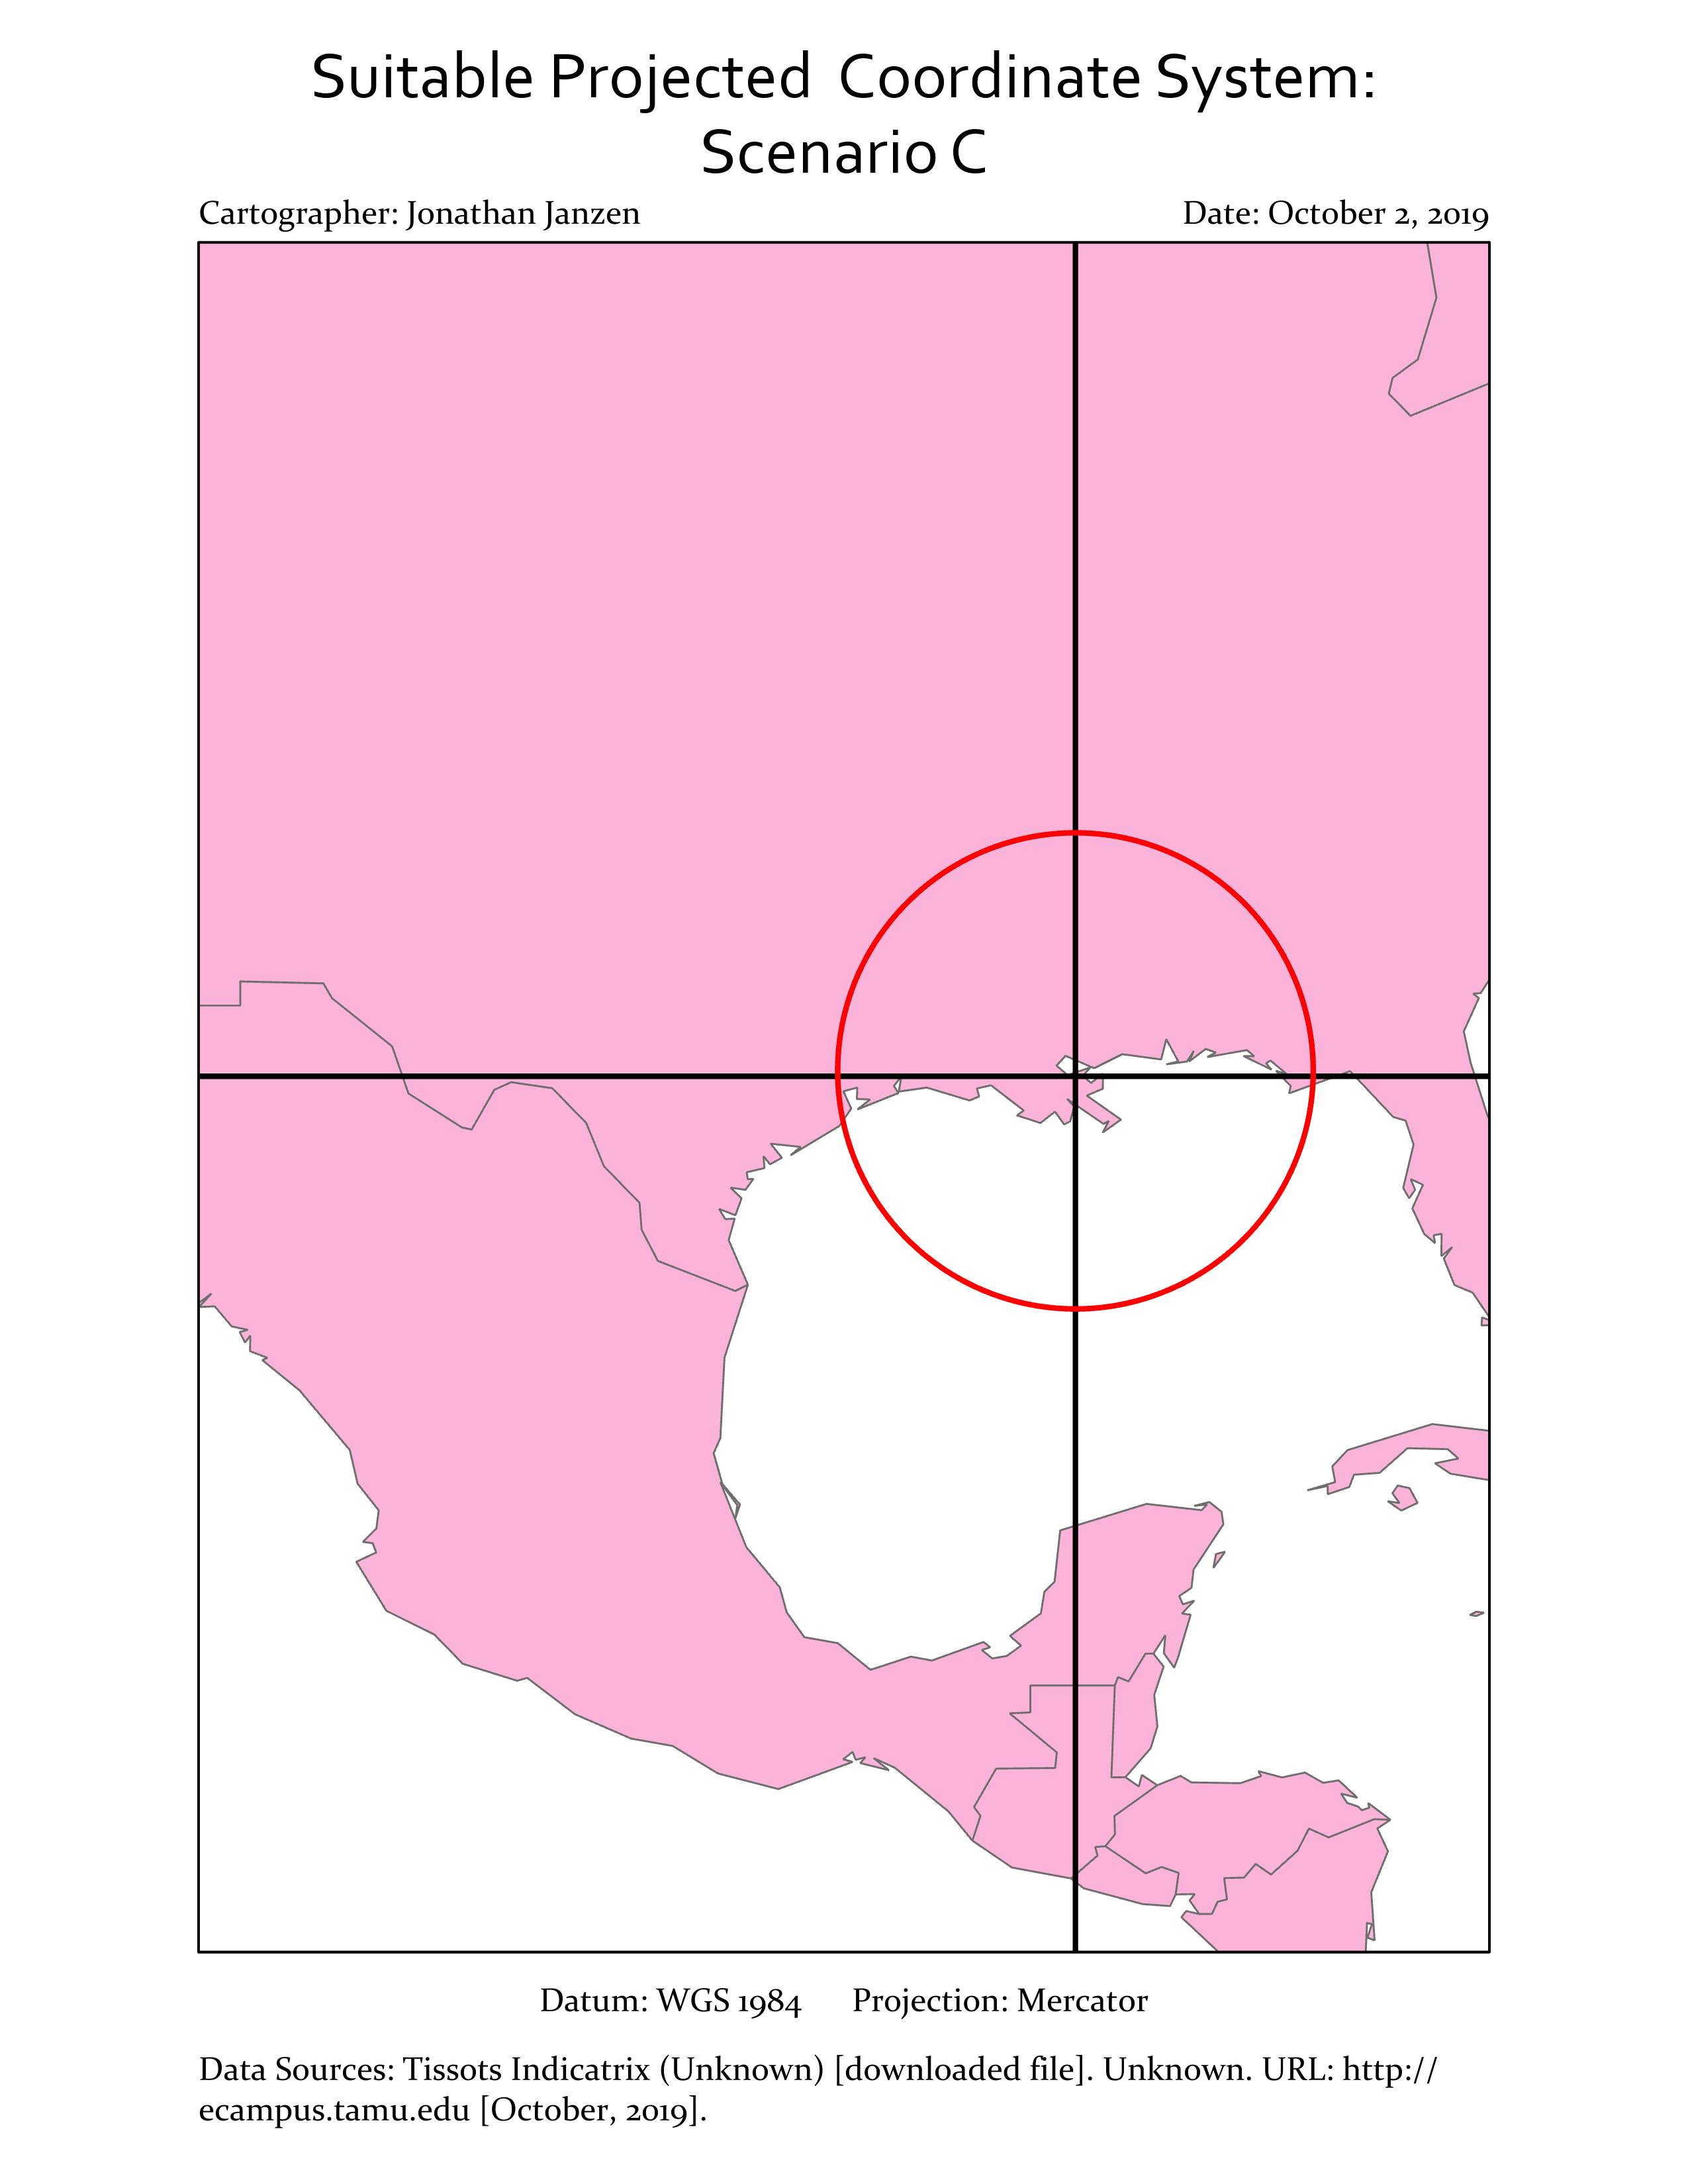 Suitable Projected  Coordinate System:
Scenario C
Cartographer: Jonathan Janzen
Date: October 2, 2019
Datum: WGS 1984      Projection: Mercator
Data Sources: Tissots Indicatrix (Unknown) [downloaded file]. Unknown. URL: http://
ecampus.tamu.edu [October, 2019].